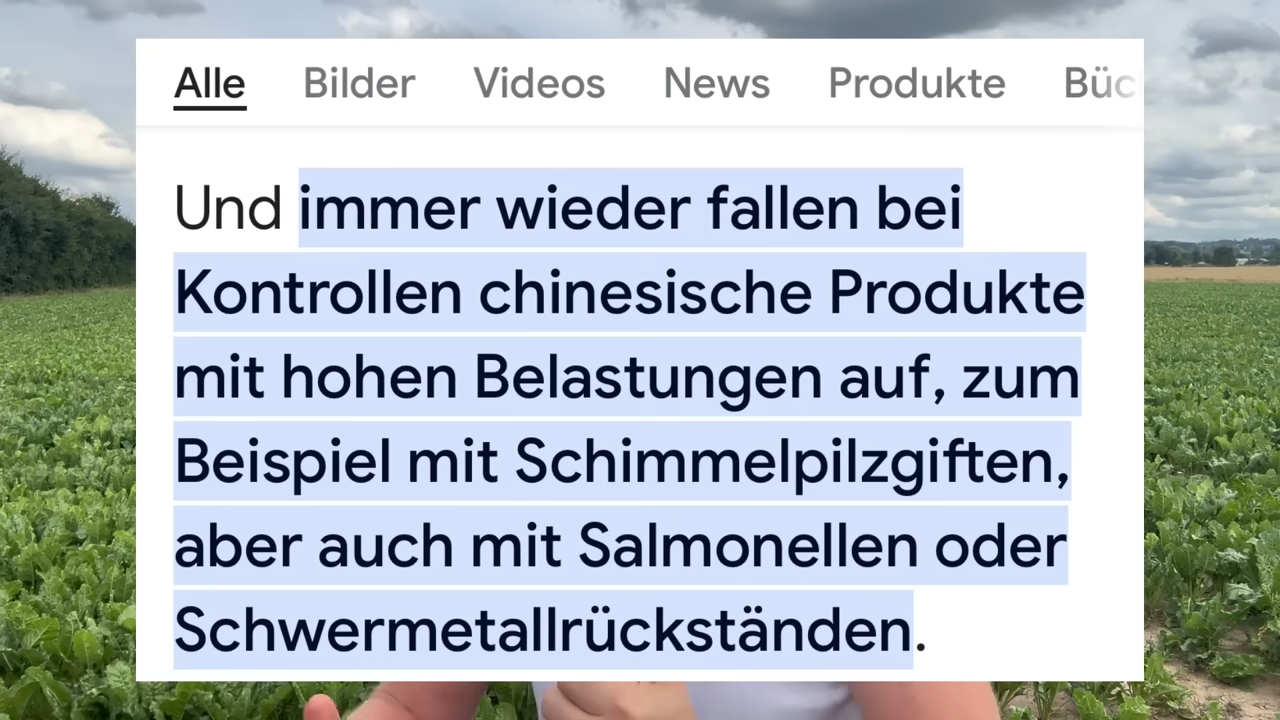 Alle Bilder Videos News Produkte
Und immer wieder fallen bei
Kontrollen chinesische Produkte
mit hohen Belastungen auf, zum
Beispiel mit Schimmelpilzgiften,
aber auch mit Salmonellen oder
Schwermetallrückständen.